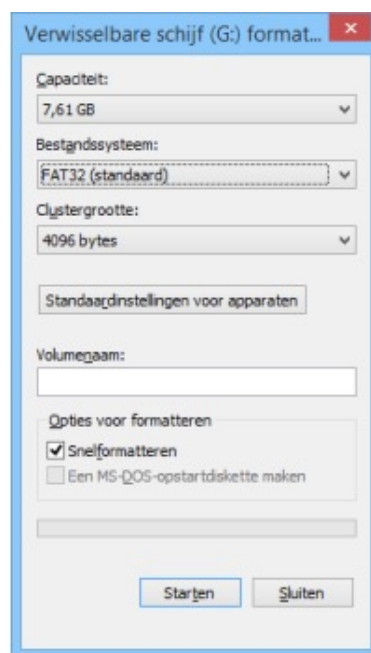 Verwisselbare schijf (G:) format...
Capaciteit:
7,61 GB
Bestandssysteem:
FAT32 (standaard)
Clustergrootte:
4096 bytes
Standaardinstellingen voor apparaten
Volumenaam:
Opties voor formatteren
Snelformatteren
Een MS-DOS-opstartdiskette maken
Starten Sluiten